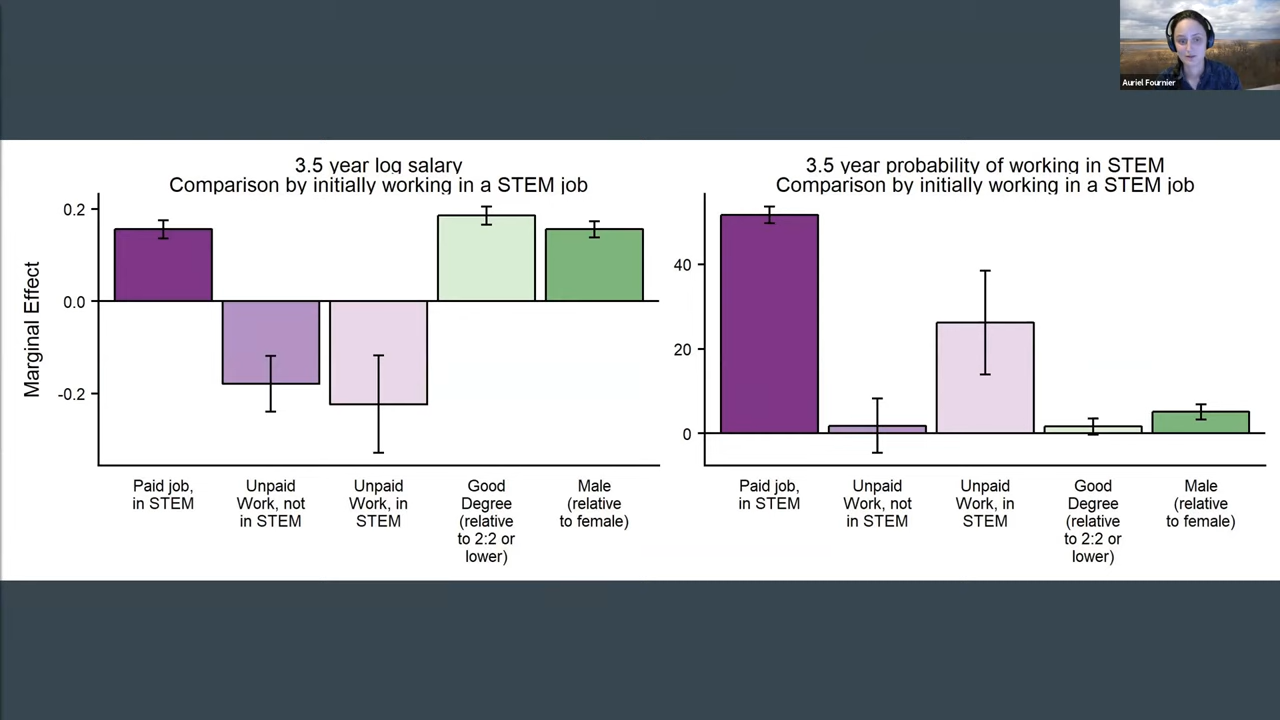 Auriel Fournier
3.5 year log salary
Comparison by initially working in a STEM job
Marginal Effect
0.2
0.0
-0.2
Paid job,
in STEM
Unpaid
Work, not
in STEM
Unpaid
Work, in
STEM
Good
Degree
(relative
to 2:2 or
lower)
Male
(relative
to female)
3.5 year probability of working in STEM
Comparison by initially working in a STEM job
40
20
0
Paid job,
in STEM
Unpaid
Work, not
in STEM
Unpaid
Work, in
STEM
Good
Degree
(relative
to 2:2 or
lower)
Male
(relative
to female)